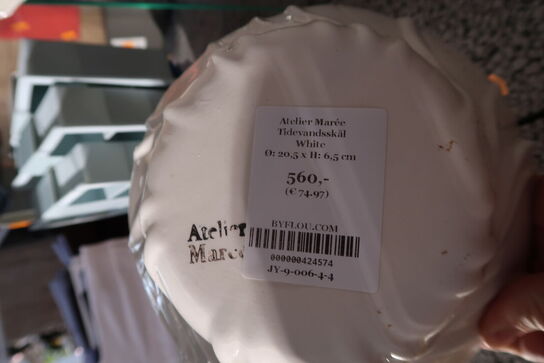 Atelier Marée
Tidevandsskål
White
Ø: 20,5 x H: 6,5 cm
560,-
(€ 74.97)
BYFLOU.COM
000000424574
JY-9-006-4-4
Atelier
Maré